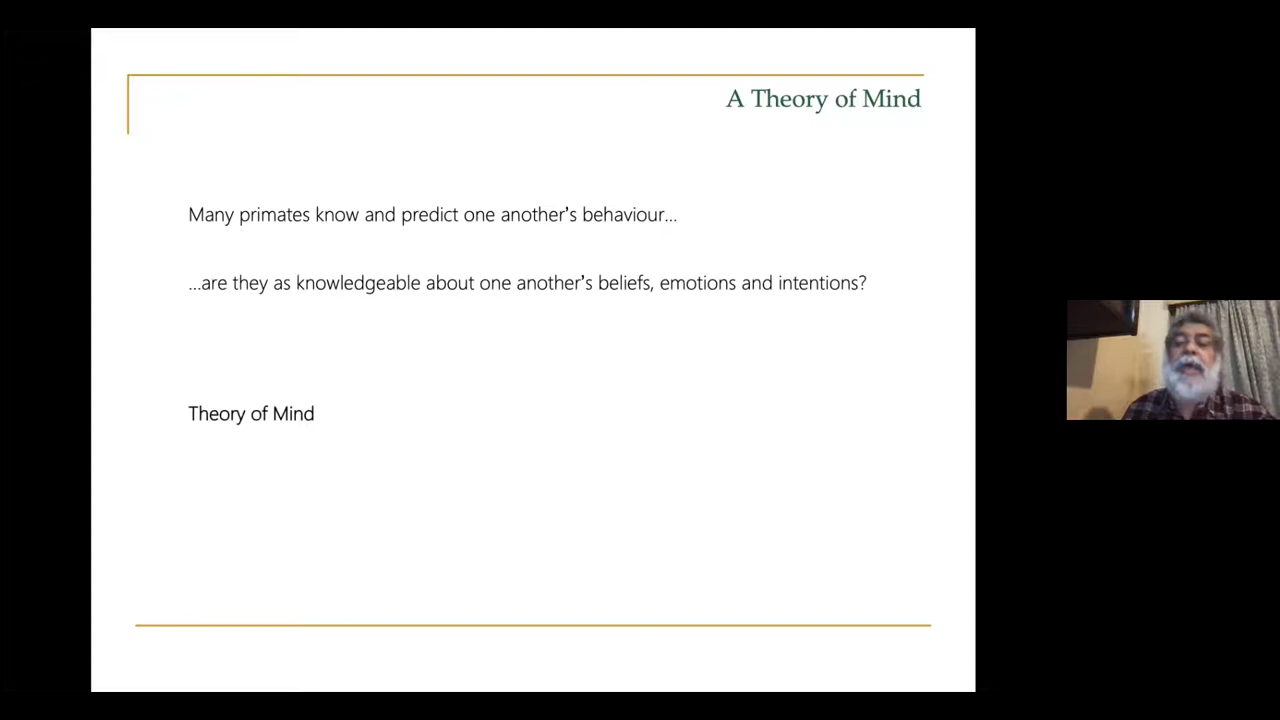 A Theory of Mind
Many primates know and predict one another’s behaviour...
...are they as knowledgeable about one another’s beliefs, emotions and intentions?
Theory of Mind